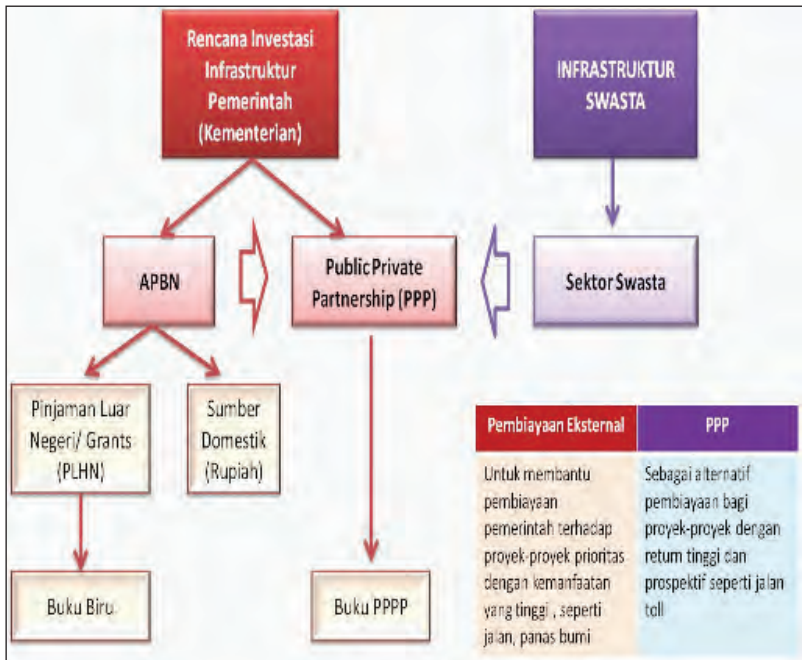 Rencana Investasi
Infrastruktur
Pemerintah
(Kementerian)
INFRASTRUKTUR
SWASTA
APBN
Public Private
Partnership (PPP)
Sektor Swasta
Pinjaman Luar
Negeri/ Grants
(PLHN)
Sumber
Domestik
(Rupiah)
Buku Biru
Buku PPPP
Pembiayaan Eksternal
Untuk membantu
pembiayaan
pemerintah terhadap
proyek-proyek prioritas
dengan kemanfaatan
yang tinggi , seperti
jalan, panas bumi
PPP
Sebagai alternatif
pembiayaan bagi
proyek-proyek dengan
return tinggi dan
prospektif seperti jalan
toll